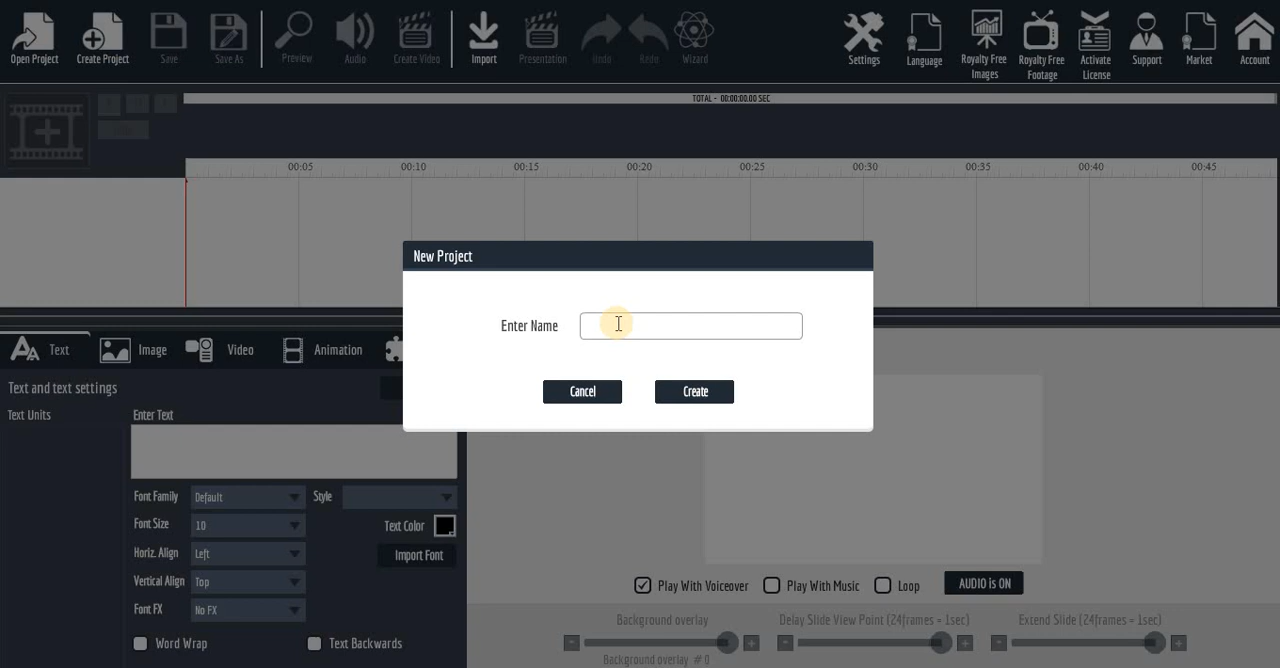 Open Project Create Project Save Save As Preview Audio Create Video Import Presentation Undo Redo Wizard Settings Language Royalty Free Images Royalty Free Footage Activate License Support Market Account
TOTAL - 00:00:00.00 SEC
00:05 00:10 00:15 00:20 00:25 00:30 00:35 00:40 00:45
New Project
Enter Name
Cancel Create
Text Image Video Animation
Text and text settings
Text Units Enter Text
Font Family Default Style
Font Size 10 Text Color
Horiz. Align Left Import Font
Vertical Align Top
Font FX No FX
Word Wrap Text Backwards
Play With Voiceover Play With Music Loop AUDIO is ON
Background overlay Delay Slide View Point (24frames = 1sec) Extend Slide (24frames = 1sec)
- + - + - +
Background overlay # 0